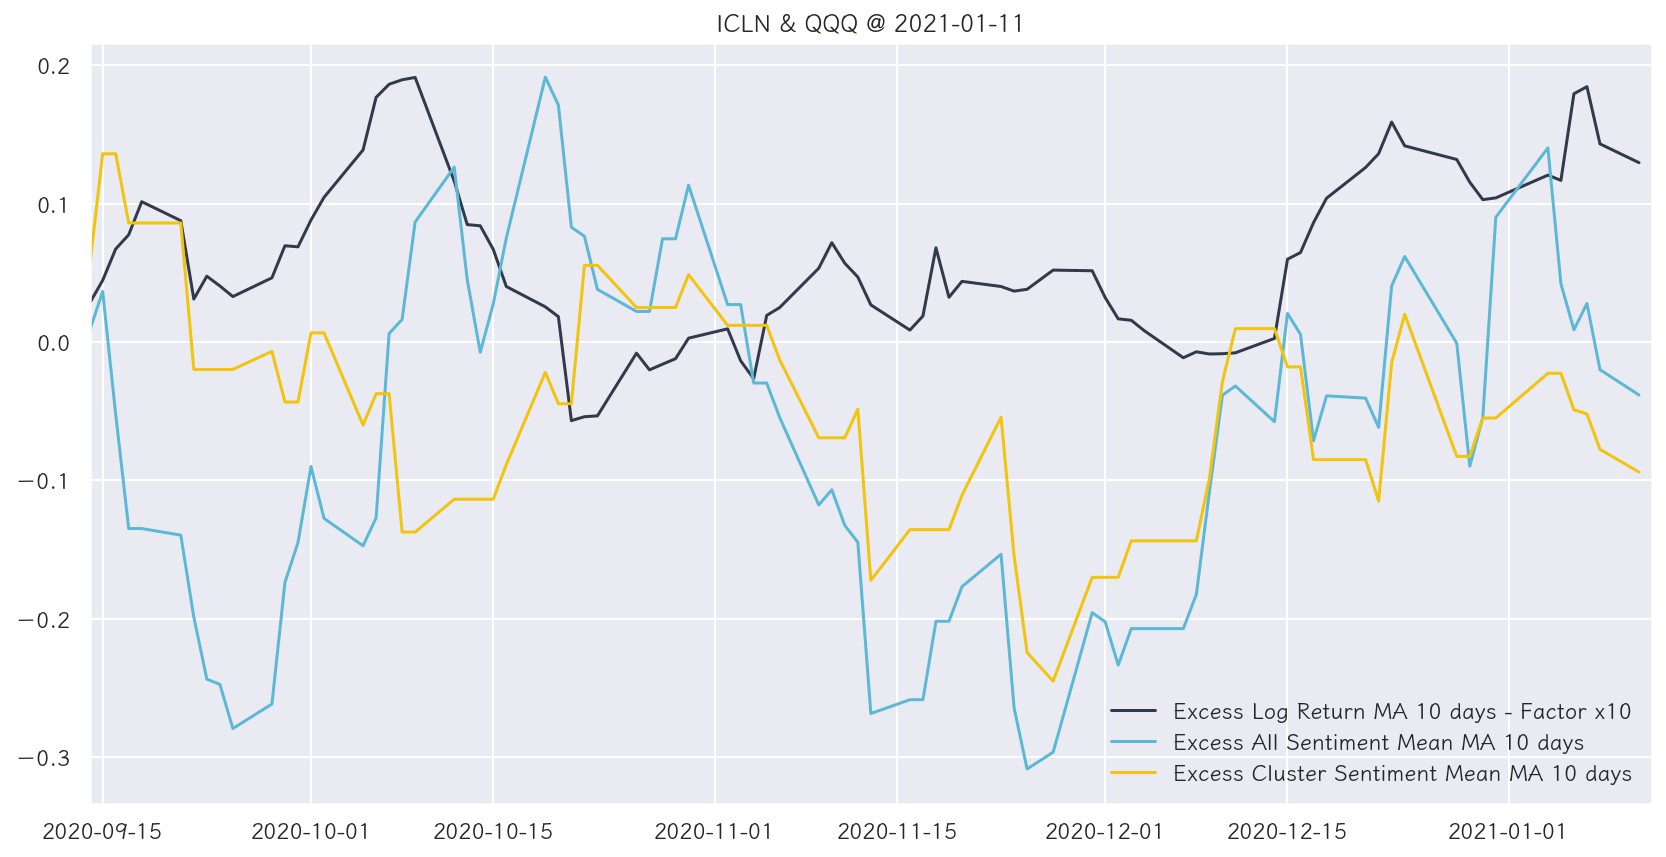 ICLN & QQQ @ 2021-01-11
0.2
0.1
0.0
−0.1
−0.2
−0.3
Excess Log Return MA 10 days - Factor x10
Excess All Sentiment Mean MA 10 days
Excess Cluster Sentiment Mean MA 10 days
2020-09-15 2020-10-01 2020-10-15 2020-11-01 2020-11-15 2020-12-01 2020-12-15 2021-01-01